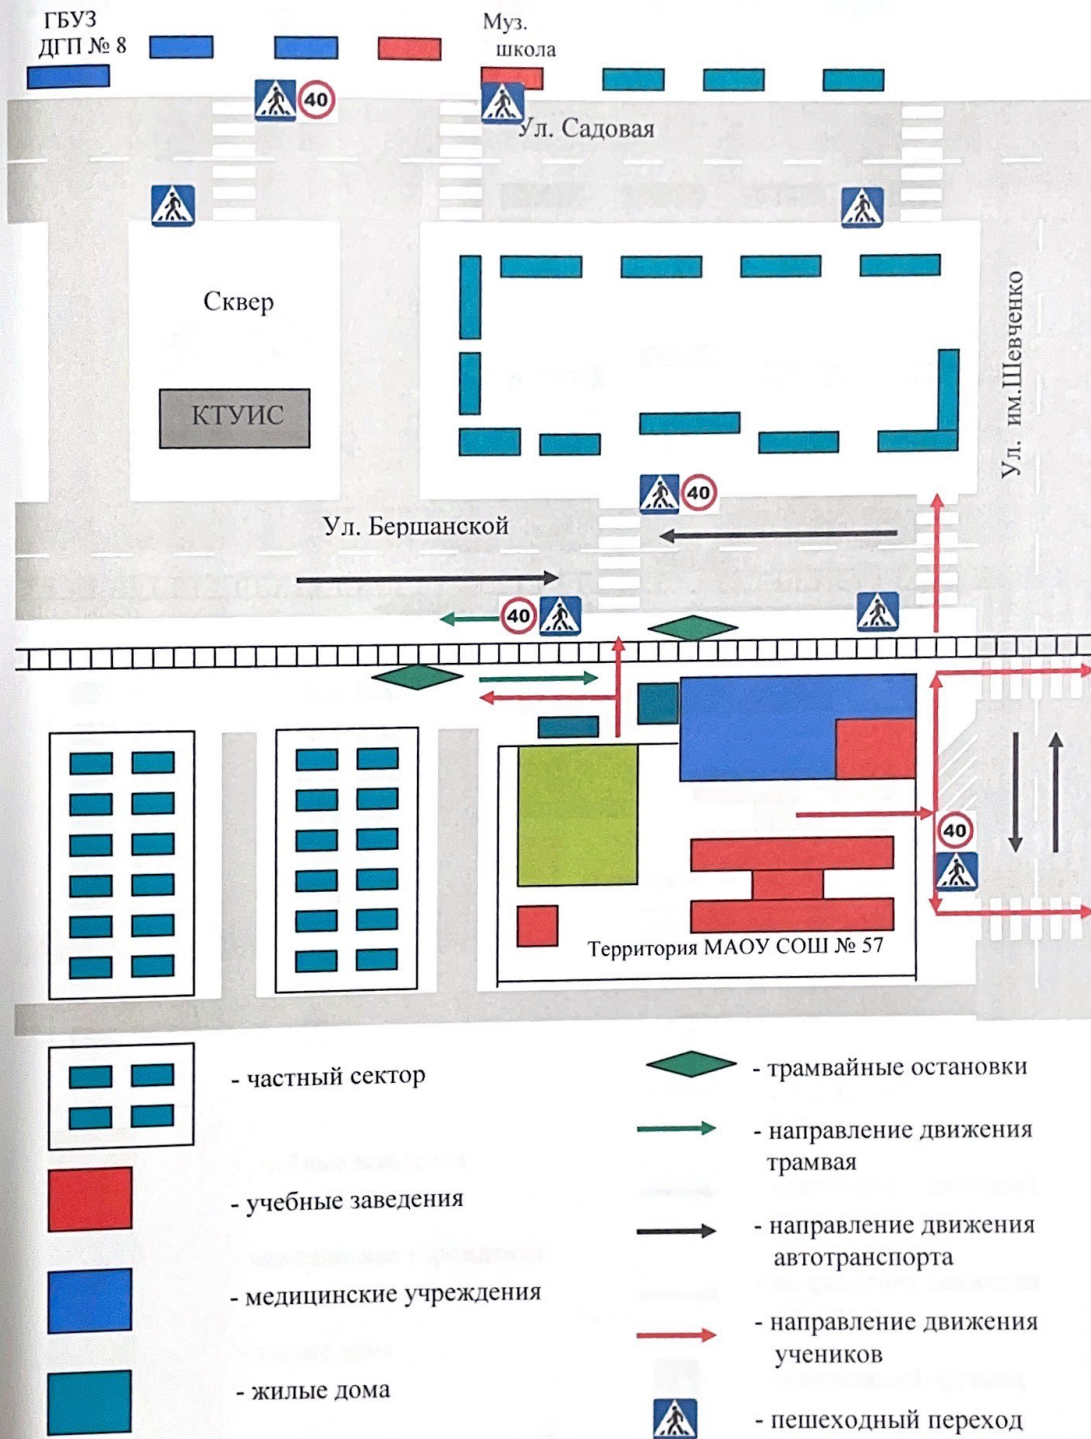 ГБУЗ
ДГП № 8
Муз.
школа
40
Ул. Садовая
Сквер
КТУИС
Ул. им.Шевченко
40
Ул. Бершанской
40
40
Территория МАОУ СОШ № 57
- частный сектор
- учебные заведения
- медицинские учреждения
- жилые дома
- трамвайные остановки
- направление движения
трамвая
- направление движения
автотранспорта
- направление движения
учеников
- пешеходный переход